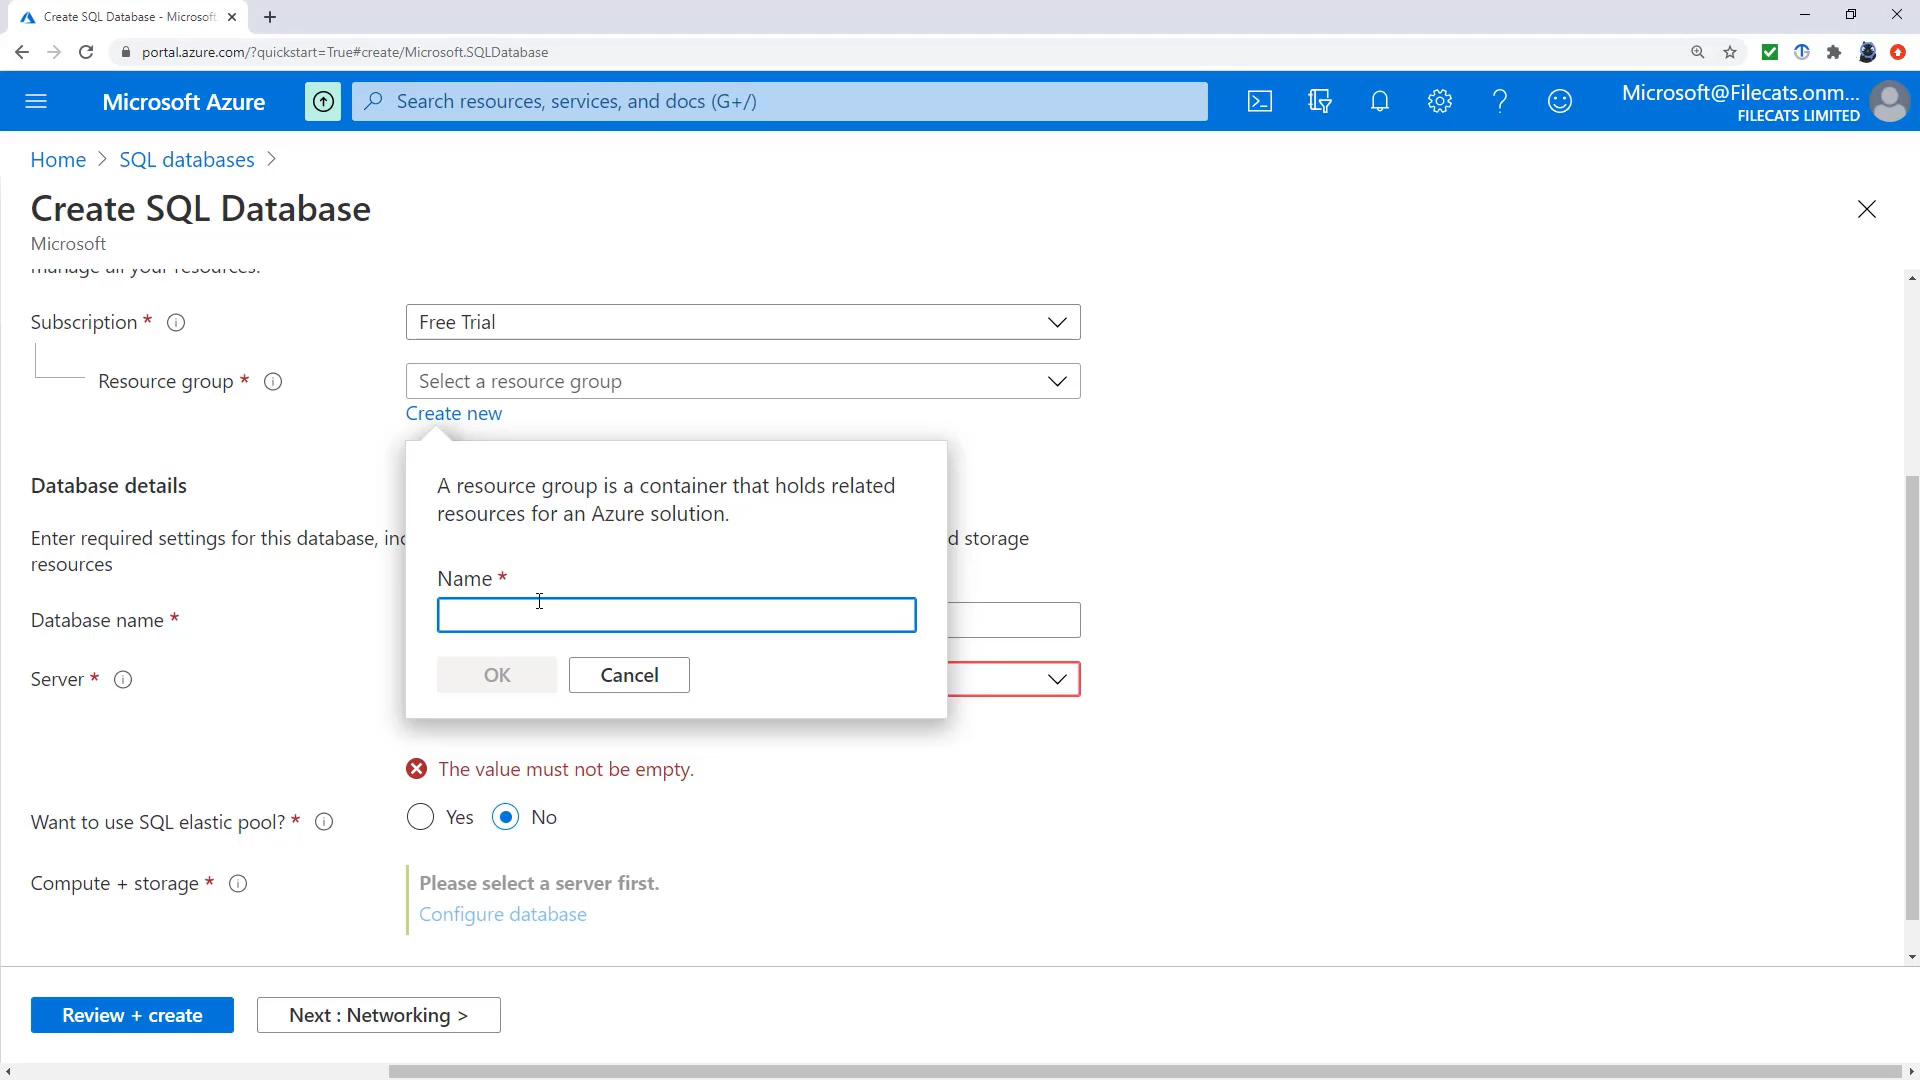 Create SQL Database - Microsoft
portal.azure.com/?quickstart=True#create/Microsoft.SQLDatabase
Microsoft Azure
Search resources, services, and docs (G+/)
Microsoft@Filecats.onm...
FILECATS LIMITED
Home > SQL databases >
Create SQL Database
Microsoft
manage all your resources.
Subscription *
Free Trial
Resource group *
Select a resource group
Create new
A resource group is a container that holds related
resources for an Azure solution.
Name *
OK
Cancel
Database details
Enter required settings for this database, inc
d storage
resources
Database name *
Server *
The value must not be empty.
Want to use SQL elastic pool? *
Yes
No
Compute + storage *
Please select a server first.
Configure database
Review + create
Next : Networking >